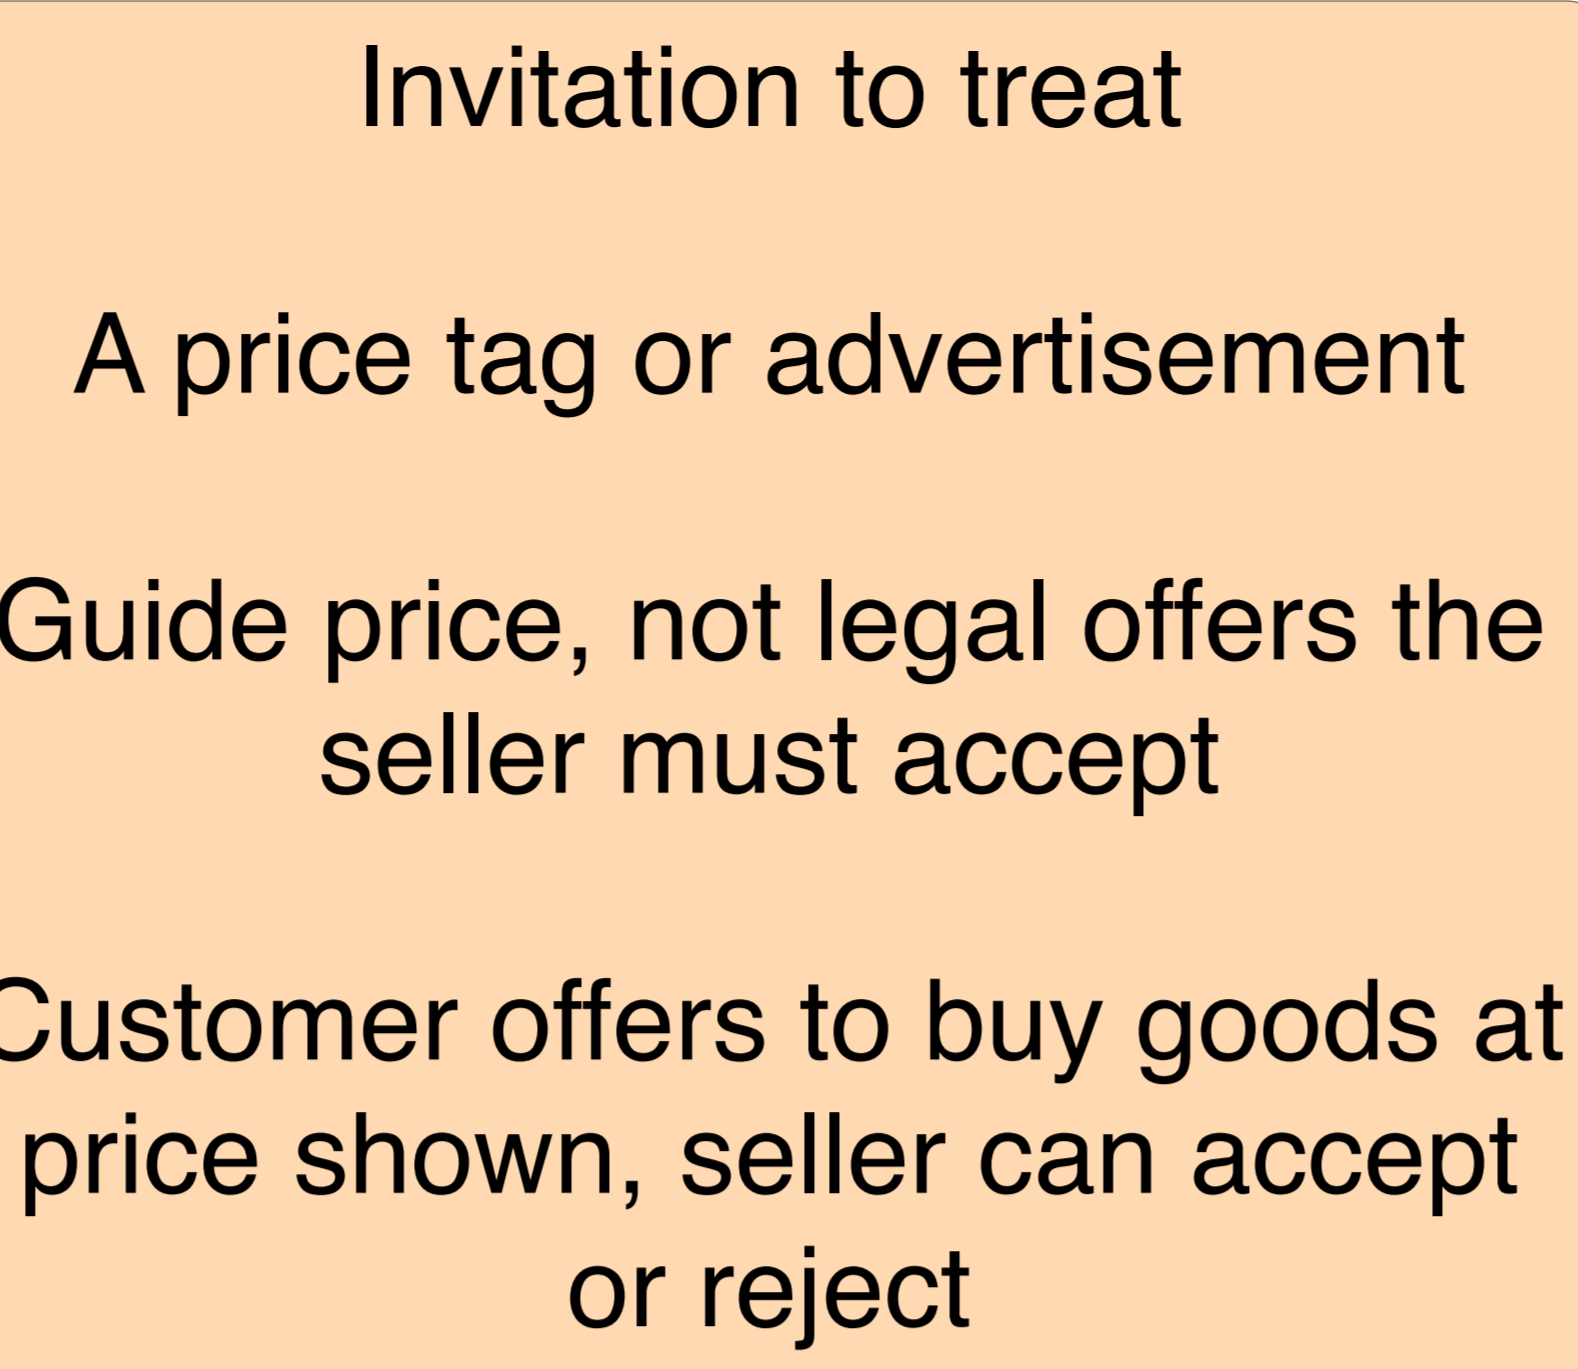 Invitation to treat
A price tag or advertisement
Guide price, not legal offers the
seller must accept
Customer offers to buy goods at
price shown, seller can accept
or reject